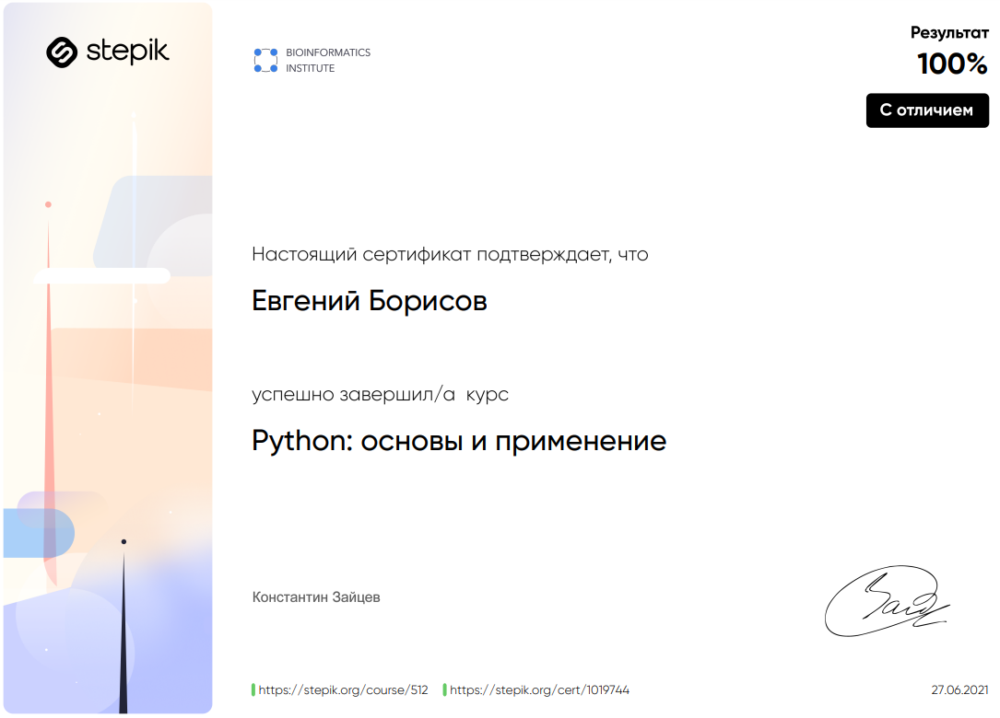 stepik
BIOINFORMATICS
INSTITUTE
Результат
100%
С отличием
Настоящий сертификат подтверждает, что
Евгений Борисов
успешно завершил/а  курс
Python: основы и применение
Константин Зайцев
https://stepik.org/course/512
https://stepik.org/cert/1019744
27.06.2021